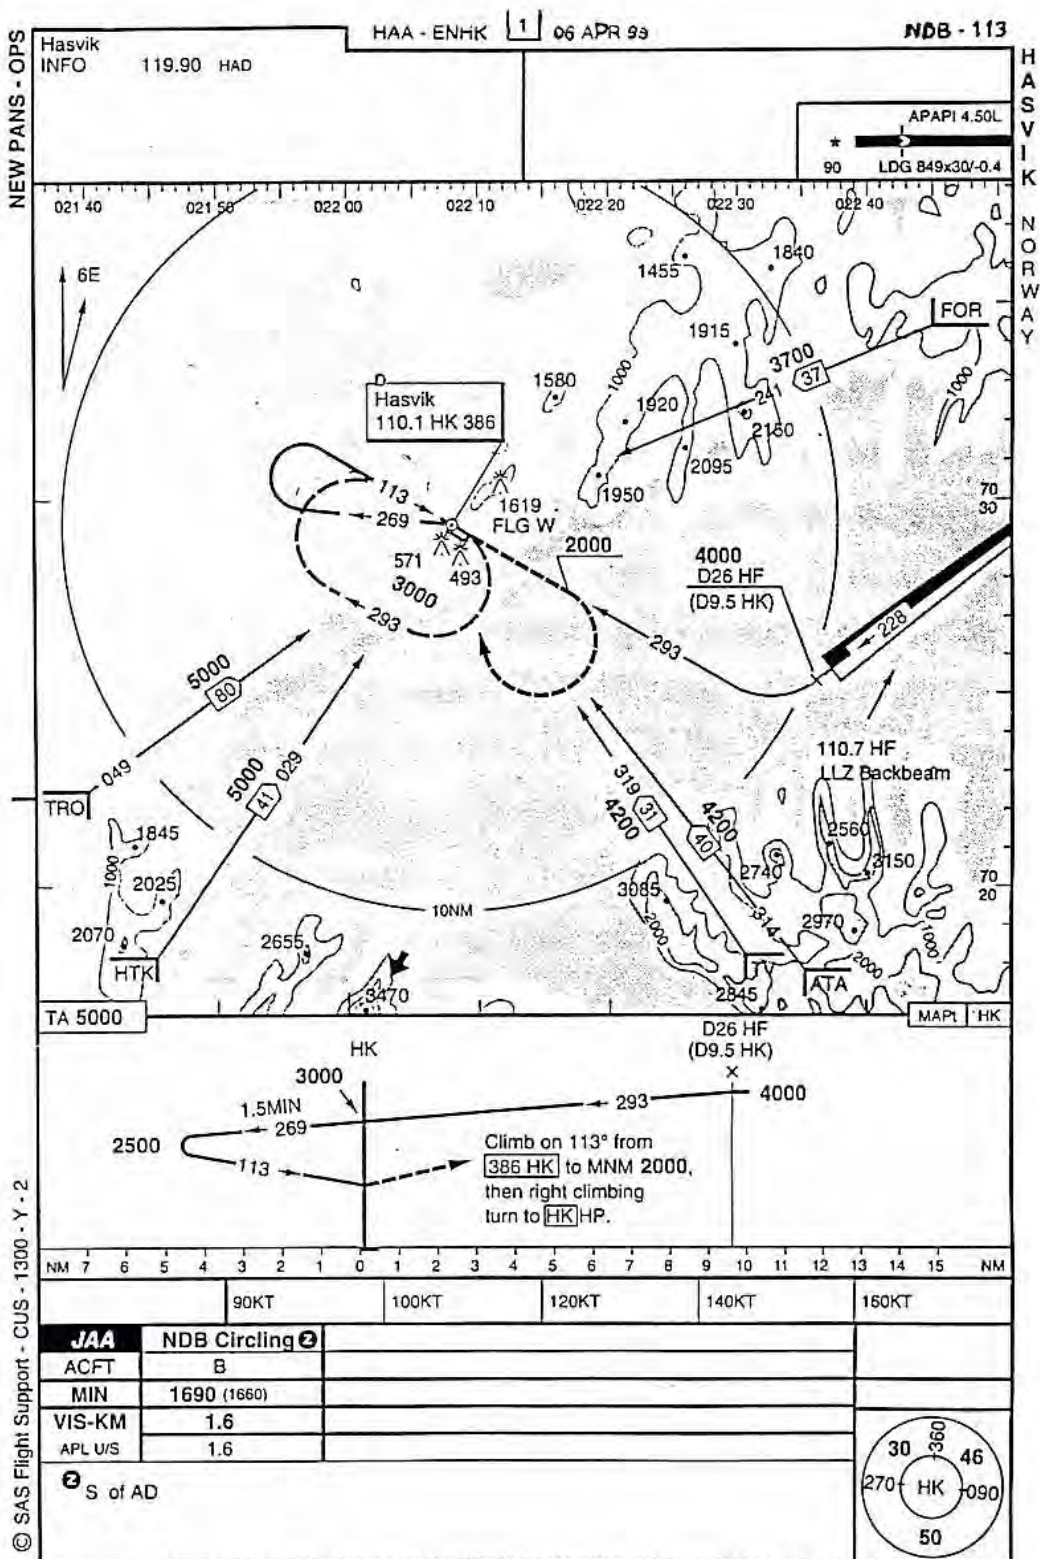 HAA - ENHK 1 06 APR 99 NDB - 113
Hasvik
INFO 119.90 HAD
NEW PANS - OPS
HASVIK NORWAY
APAPI 4.50L
90 LDG 849x30/-0.4
021 40 021 50 022 00 022 10 022 20 022 30 022 40
6E
1455
1840
1915
FOR
3700
37
241
1000
1000
1580
D
Hasvik
110.1 HK 386
1920
2150
2095
1950
1619
FLG W
70
30
113
269
571
493
3000
293
2000
4000
D26 HF
(D9.5 HK)
228
293
5000
80
049
TRO
5000
41
029
110.7 HF
LLZ Backbeam
319
31
4200
4200
40
314
1845
1000
2025
2070
HTK
2560
3150
2740
3085
2000
2970
1000
2000
70
20
10NM
2655
3470
2845
ATA
TA 5000
MAPt HK
D26 HF
(D9.5 HK)
HK
3000
4000
293
1.5MIN
269
2500
113
Climb on 113° from
386 HK to MNM 2000,
then right climbing
turn to HK HP.
NM 7 6 5 4 3 2 1 0 1 2 3 4 5 6 7 8 9 10 11 12 13 14 15 NM
90KT 100KT 120KT 140KT 160KT
JAA NDB Circling 2
ACFT B
MIN 1690 (1660)
VIS-KM 1.6
APL U/S 1.6
2 S of AD
360
30 46
270 HK 090
50
© SAS Flight Support - CUS - 1300 - Y - 2